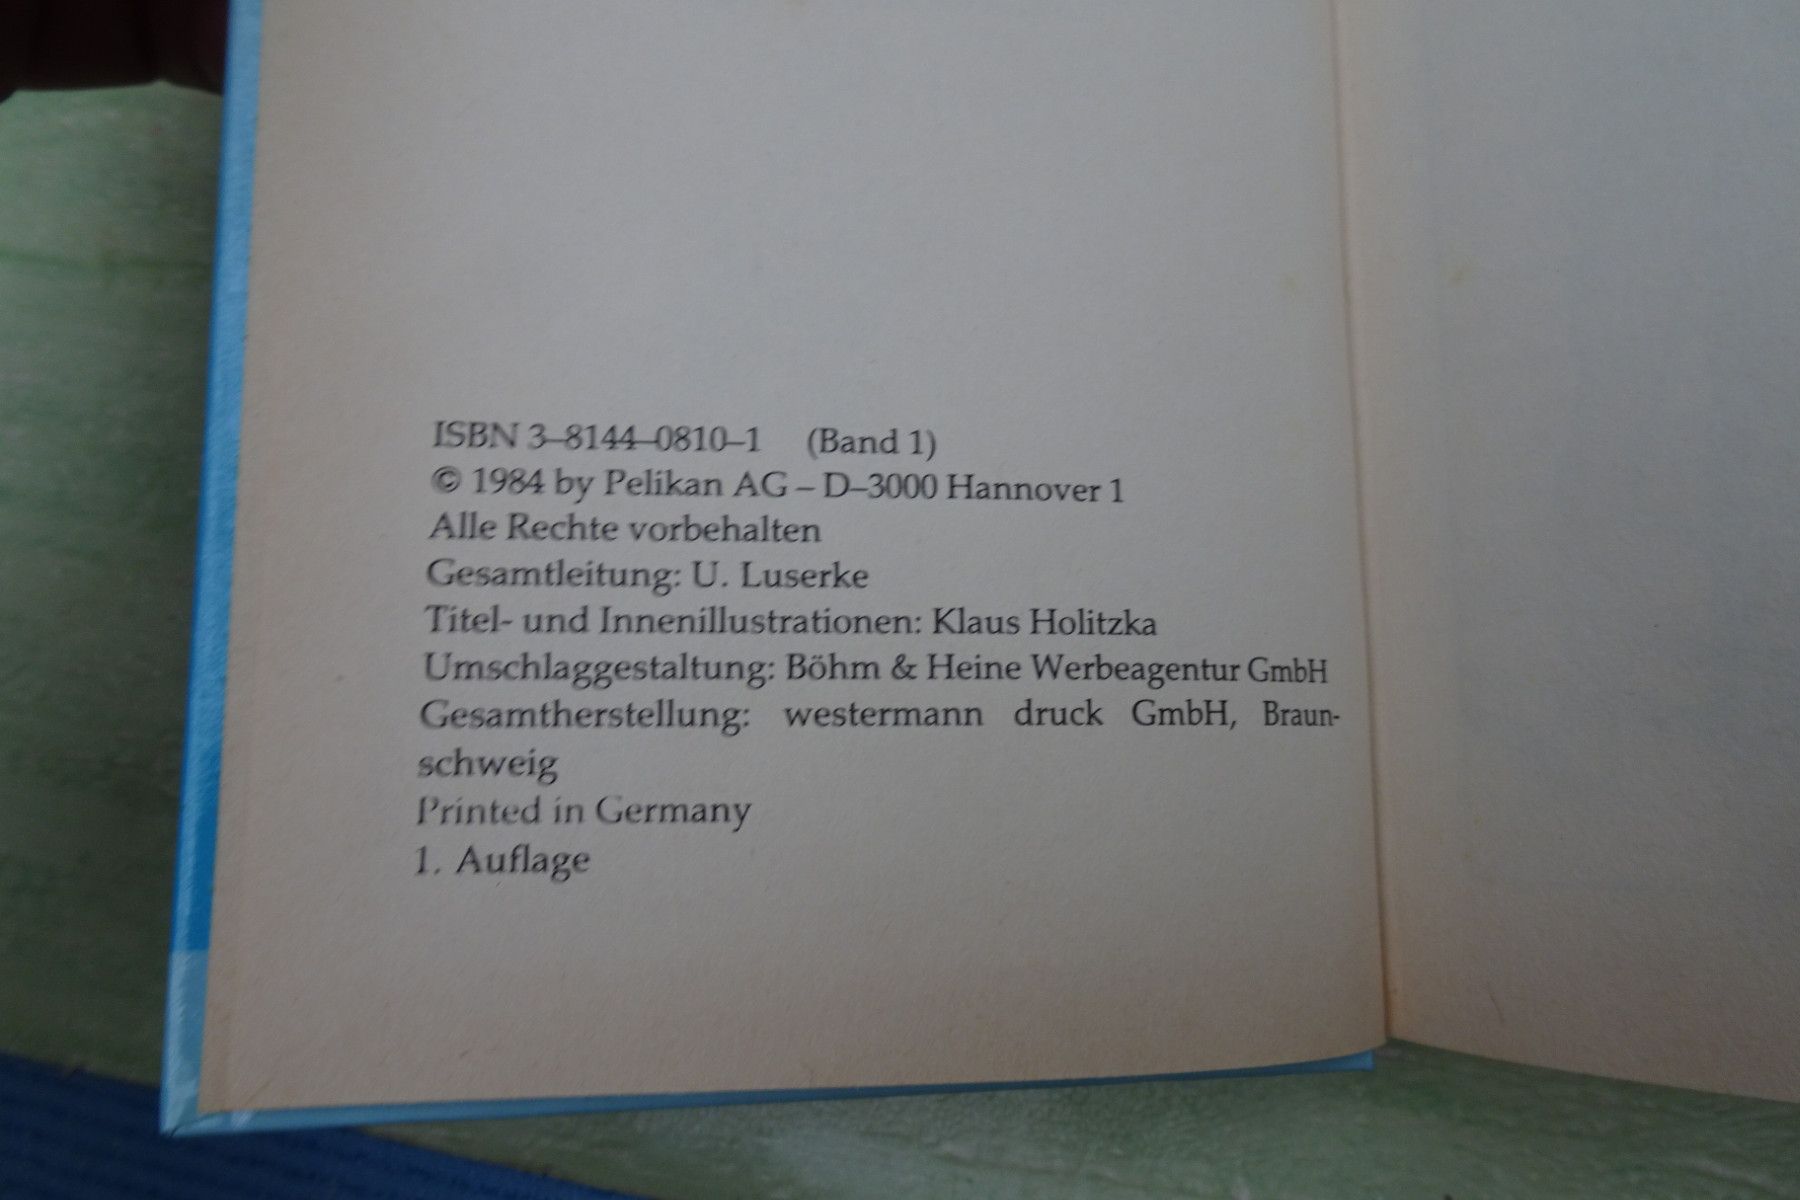 ISBN 3–8144–0810–1 (Band 1)
© 1984 by Pelikan AG – D–3000 Hannover 1
Alle Rechte vorbehalten
Gesamtleitung: U. Luserke
Titel- und Innenillustrationen: Klaus Holitzka
Umschlaggestaltung: Böhm & Heine Werbeagentur GmbH
Gesamtherstellung: westermann druck GmbH, Braun-
schweig
Printed in Germany
1. Auflage